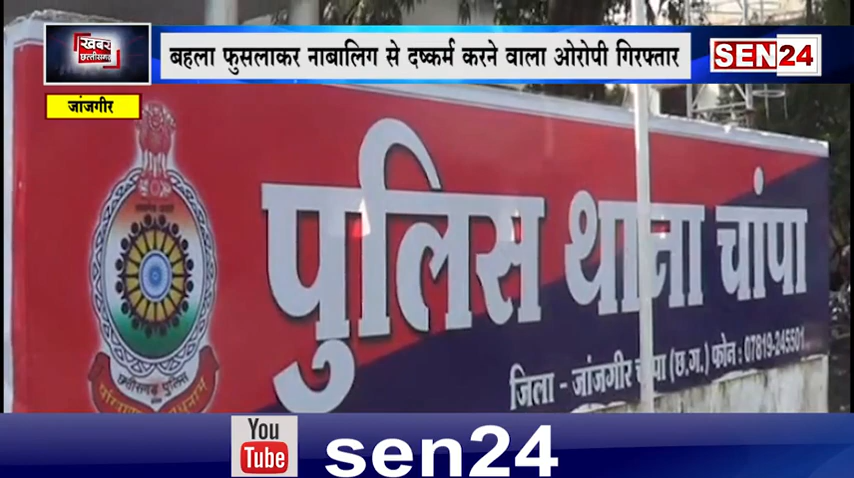 खबर
छत्तीसगढ़
बहला फुसलाकर नाबालिग से दष्कर्म करने वाला ओरोपी गिरफ्तार
SEN24
जांजगीर
पुलिस थाना चांपा
जिला - जांजगीर चांपा (छ.ग.) फोन : 07819-245501
छत्तीसगढ़ पुलिस
You
Tube
sen24